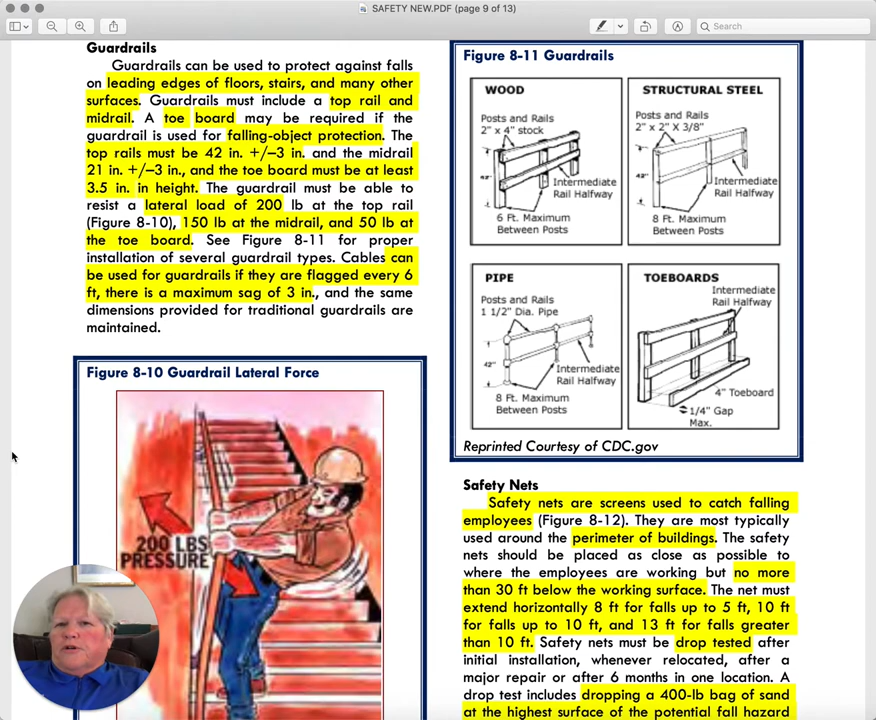 SAFETY NEW.PDF (page 9 of 13)
Search
Guardrails
Guardrails can be used to protect against falls
on leading edges of floors, stairs, and many other
surfaces. Guardrails must include a top rail and
midrail. A toe board may be required if the
guardrail is used for falling-object protection. The
top rails must be 42 in. +/–3 in. and the midrail
21 in. +/–3 in., and the toe board must be at least
3.5 in. in height. The guardrail must be able to
resist a lateral load of 200 lb at the top rail
(Figure 8-10), 150 lb at the midrail, and 50 lb at
the toe board. See Figure 8-11 for proper
installation of several guardrail types. Cables can
be used for guardrails if they are flagged every 6
ft, there is a maximum sag of 3 in., and the same
dimensions provided for traditional guardrails are
maintained.
Figure 8-10 Guardrail Lateral Force
200 LBS
PRESSURE
Figure 8-11 Guardrails
WOOD
Posts and Rails
2" x 4" stock
42"
Intermediate
Rail Halfway
6 Ft. Maximum
Between Posts
STRUCTURAL STEEL
Posts and Rails
2" x 2" X 3/8"
42"
Intermediate
Rail Halfway
8 Ft. Maximum
Between Posts
PIPE
Posts and Rails
1 1/2" Dia. Pipe
42"
Intermediate
Rail Halfway
8 Ft. Maximum
Between Posts
TOEBOARDS
Intermediate
Rail Halfway
4" Toeboard
1/4" Gap
Max.
Reprinted Courtesy of CDC.gov
Safety Nets
Safety nets are screens used to catch falling
employees (Figure 8-12). They are most typically
used around the perimeter of buildings. The safety
nets should be placed as close as possible to
where the employees are working but no more
than 30 ft below the working surface. The net must
extend horizontally 8 ft for falls up to 5 ft, 10 ft
for falls up to 10 ft, and 13 ft for falls greater
than 10 ft. Safety nets must be drop tested after
initial installation, whenever relocated, after a
major repair or after 6 months in one location. A
drop test includes dropping a 400-lb bag of sand
at the highest surface of the potential fall hazard